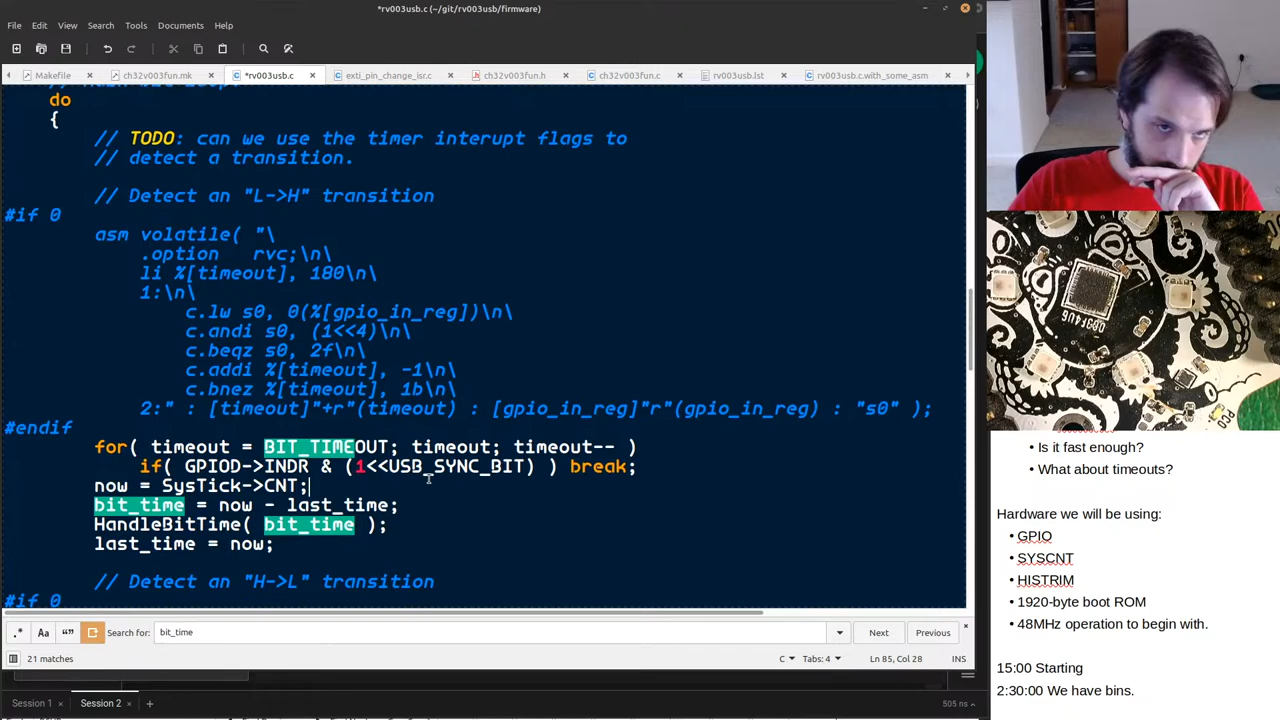 *rv003usb.c (~/git/rv003usb/firmware)
File Edit View Search Tools Documents Help
Makefile ch32v003fun.mk *rv003usb.c exti_pin_change_isr.c ch32v003fun.h ch32v003fun.c rv003usb.lst rv003usb.c.with_some_asm
do
{
// TODO: can we use the timer interupt flags to
// detect a transition.
// Detect an "L->H" transition
#if 0
asm volatile( "\
.option   rvc;\n\
li %[timeout], 180\n\
1:\n\
c.lw s0, 0(%[gpio_in_reg])\n\
c.andi s0, (1<<4)\n\
c.beqz s0, 2f\n\
c.addi %[timeout], -1\n\
c.bnez %[timeout], 1b\n\
2:" : [timeout]"+r"(timeout) : [gpio_in_reg]"r"(gpio_in_reg) : "s0" );
#endif
for( timeout = BIT_TIMEOUT; timeout; timeout-- )
if( GPIOD->INDR & (1<<USB_SYNC_BIT) ) break;
now = SysTick->CNT;
bit_time = now - last_time;
HandleBitTime( bit_time );
last_time = now;
// Detect an "H->L" transition
#if 0
.* Aa “” Search for: bit_time Next Previous
21 matches C Tabs: 4 Ln 85, Col 28 INS
Session 1 Session 2 505 ns
• Is it fast enough?
• What about timeouts?
Hardware we will be using:
• GPIO
• SYSCNT
• HISTRIM
• 1920-byte boot ROM
• 48MHz operation to begin with.
15:00 Starting
2:30:00 We have bins.